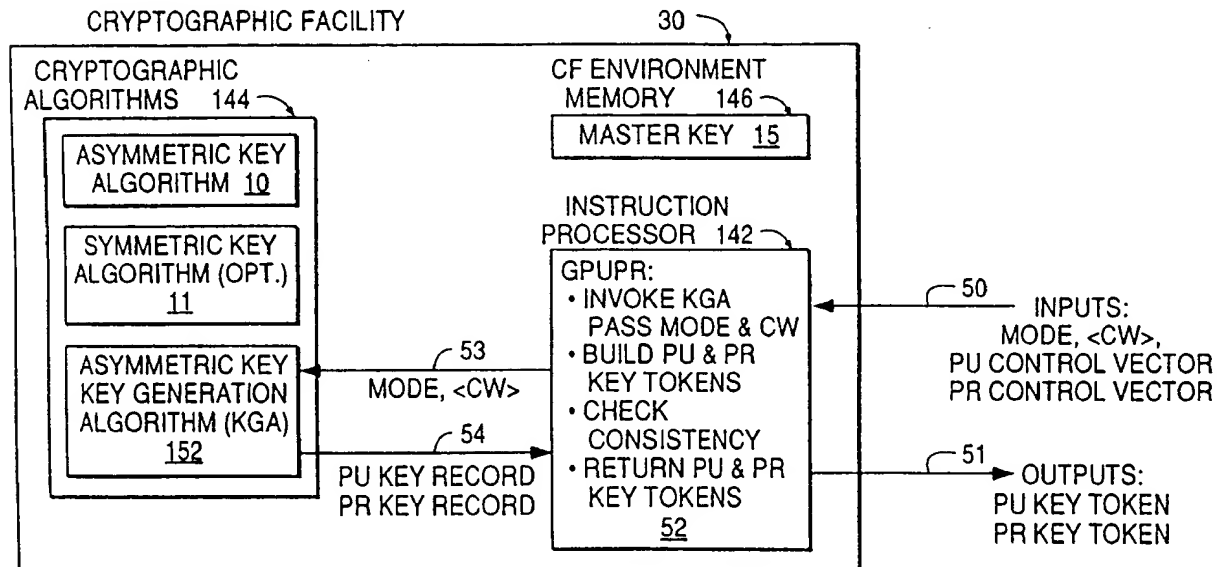 CRYPTOGRAPHIC FACILITY
30
CRYPTOGRAPHIC
ALGORITHMS 144
ASYMMETRIC KEY
ALGORITHM 10
SYMMETRIC KEY
ALGORITHM (OPT.)
11
ASYMMETRIC KEY
KEY GENERATION
ALGORITHM (KGA)
152
53
MODE, <CW>
54
PU KEY RECORD
PR KEY RECORD
CF ENVIRONMENT
MEMORY 146
MASTER KEY 15
INSTRUCTION
PROCESSOR 142
GPUPR:
• INVOKE KGA
PASS MODE & CW
• BUILD PU & PR
KEY TOKENS
• CHECK
CONSISTENCY
• RETURN PU & PR
KEY TOKENS
52
50
INPUTS:
MODE, <CW>,
PU CONTROL VECTOR
PR CONTROL VECTOR
51
OUTPUTS:
PU KEY TOKEN
PR KEY TOKEN